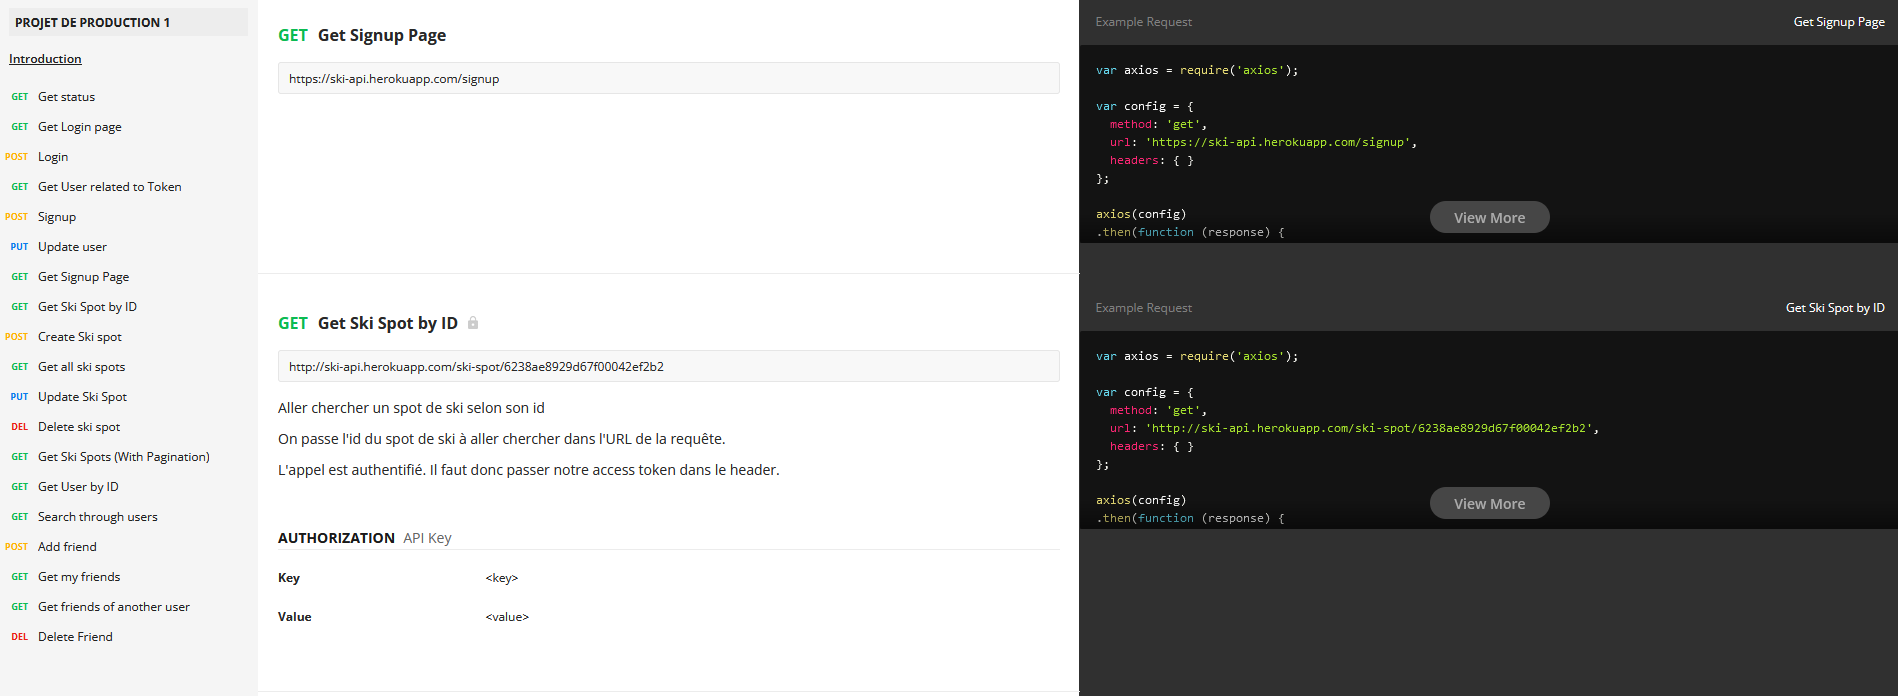 PROJET DE PRODUCTION 1
Introduction
GET Get status
GET Get Login page
POST Login
GET Get User related to Token
POST Signup
PUT Update user
GET Get Signup Page
GET Get Ski Spot by ID
POST Create Ski spot
GET Get all ski spots
PUT Update Ski Spot
DEL Delete ski spot
GET Get Ski Spots (With Pagination)
GET Get User by ID
GET Search through users
POST Add friend
GET Get my friends
GET Get friends of another user
DEL Delete Friend
GET Get Signup Page
https://ski-api.herokuapp.com/signup
GET Get Ski Spot by ID
http://ski-api.herokuapp.com/ski-spot/6238ae8929d67f00042ef2b2
Aller chercher un spot de ski selon son id
On passe l'id du spot de ski à aller chercher dans l'URL de la requête.
L'appel est authentifié. Il faut donc passer notre access token dans le header.
AUTHORIZATION API Key
Key <key>
Value <value>
Example Request Get Signup Page
var axios = require('axios');
var config = {
method: 'get',
url: 'https://ski-api.herokuapp.com/signup',
headers: { }
};
axios(config)
.then(function (response) {
View More
Example Request Get Ski Spot by ID
var axios = require('axios');
var config = {
method: 'get',
url: 'http://ski-api.herokuapp.com/ski-spot/6238ae8929d67f00042ef2b2',
headers: { }
};
axios(config)
.then(function (response) {
View More